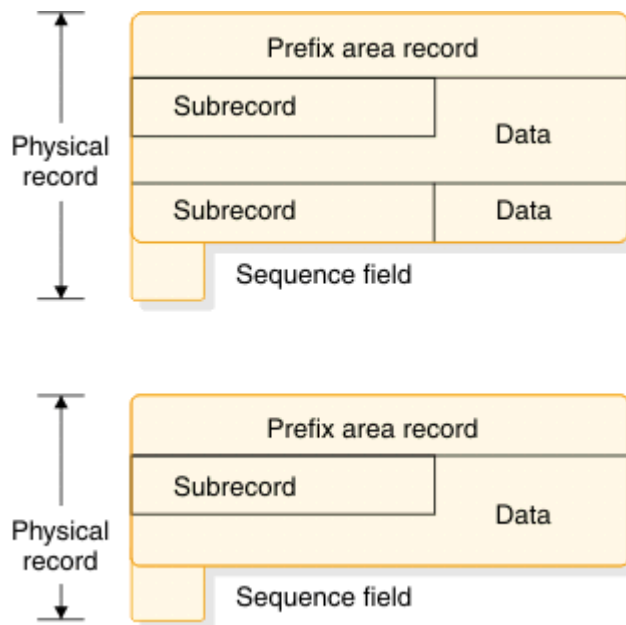 Prefix area record
Subrecord
Data
Physical
record
Subrecord
Data
Sequence field
Prefix area record
Subrecord
Data
Physical
record
Sequence field